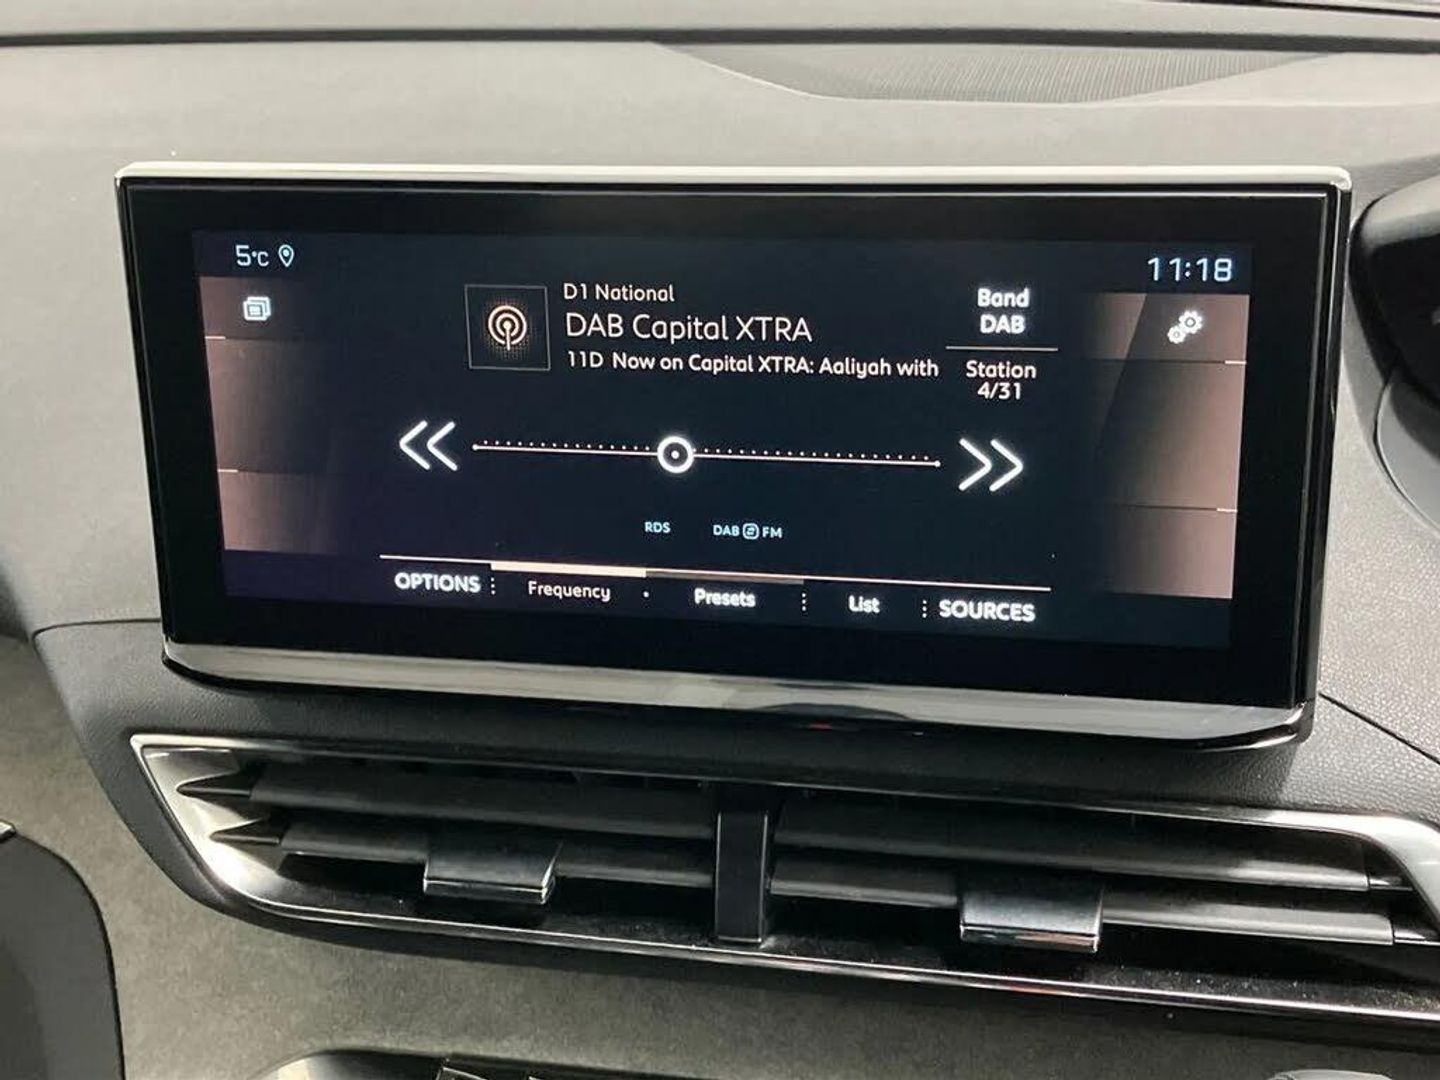 5°C
11:18
D1 National
DAB Capital XTRA
11D Now on Capital XTRA: Aaliyah with
Band
DAB
Station
4/31
RDS
DAB FM
OPTIONS
Frequency
Presets
List
SOURCES